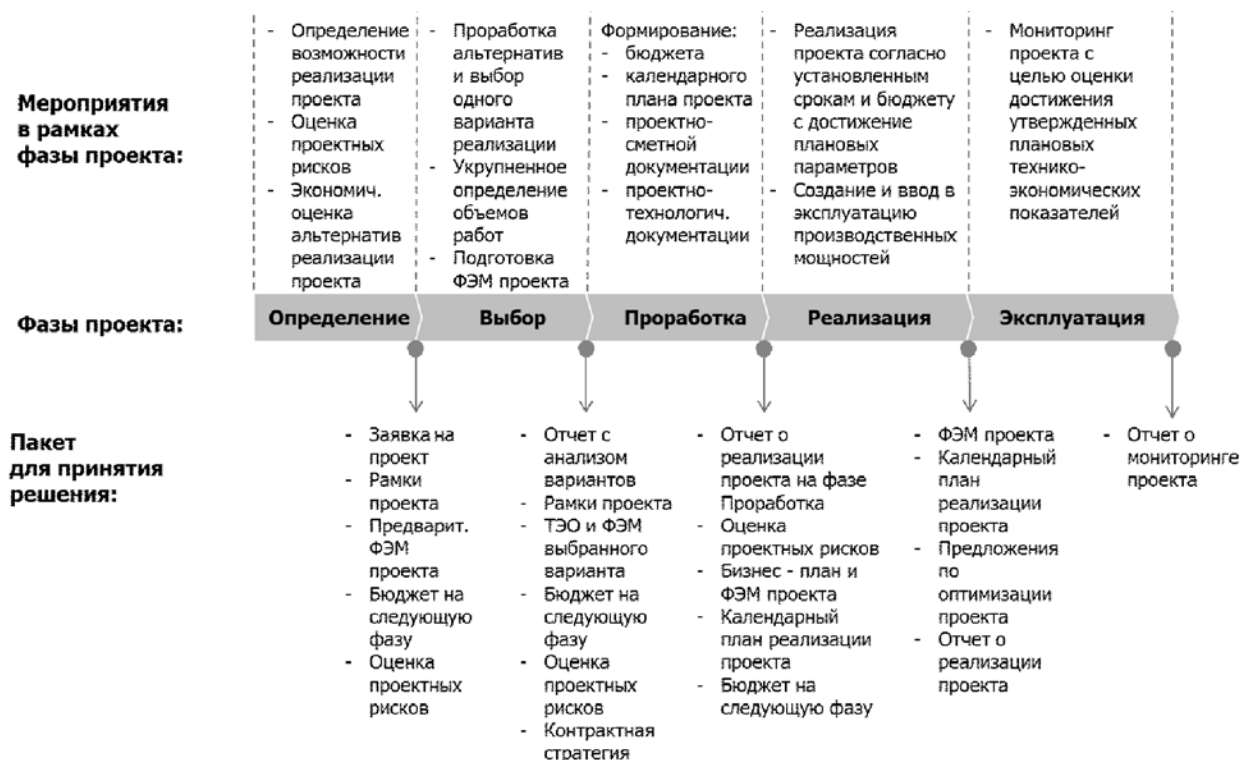 Мероприятия
в рамках
фазы проекта:
- Определение
возможности
реализации
проекта
- Оценка
проектных
рисков
- Экономич.
оценка
альтернатив
реализации
проекта
- Проработка
альтернатив
и выбор
одного
варианта
реализации
- Укрупненное
определение
объемов
работ
- Подготовка
ФЭМ проекта
Формирование:
- бюджета
- календарного
плана проекта
- проектно-
сметной
документации
- проектно-
технологич.
документации
- Реализация
проекта согласно
установленным
срокам и бюджету
с достижение
плановых
параметров
- Создание и ввод в
эксплуатацию
производственных
мощностей
- Мониторинг
проекта с
целью оценки
достижения
утвержденных
плановых
технико-
экономических
показателей
Фазы проекта:
Определение
Выбор
Проработка
Реализация
Эксплуатация
Пакет
для принятия
решения:
- Заявка на
проект
- Рамки
проекта
- Предварит.
ФЭМ
проекта
- Бюджет на
следующую
фазу
- Оценка
проектных
рисков
- Отчет с
анализом
вариантов
- Рамки проекта
- ТЭО и ФЭМ
выбранного
варианта
- Бюджет на
следующую
фазу
- Оценка
проектных
рисков
- Контрактная
стратегия
- Отчет о
реализации
проекта на фазе
Проработка
- Оценка
проектных рисков
- Бизнес - план и
ФЭМ проекта
- Календарный
план реализации
проекта
- Бюджет на
следующую фазу
- ФЭМ проекта
- Календарный
план
реализации
проекта
- Предложения
по
оптимизации
проекта
- Отчет о
реализации
проекта
- Отчет о
мониторинге
проекта